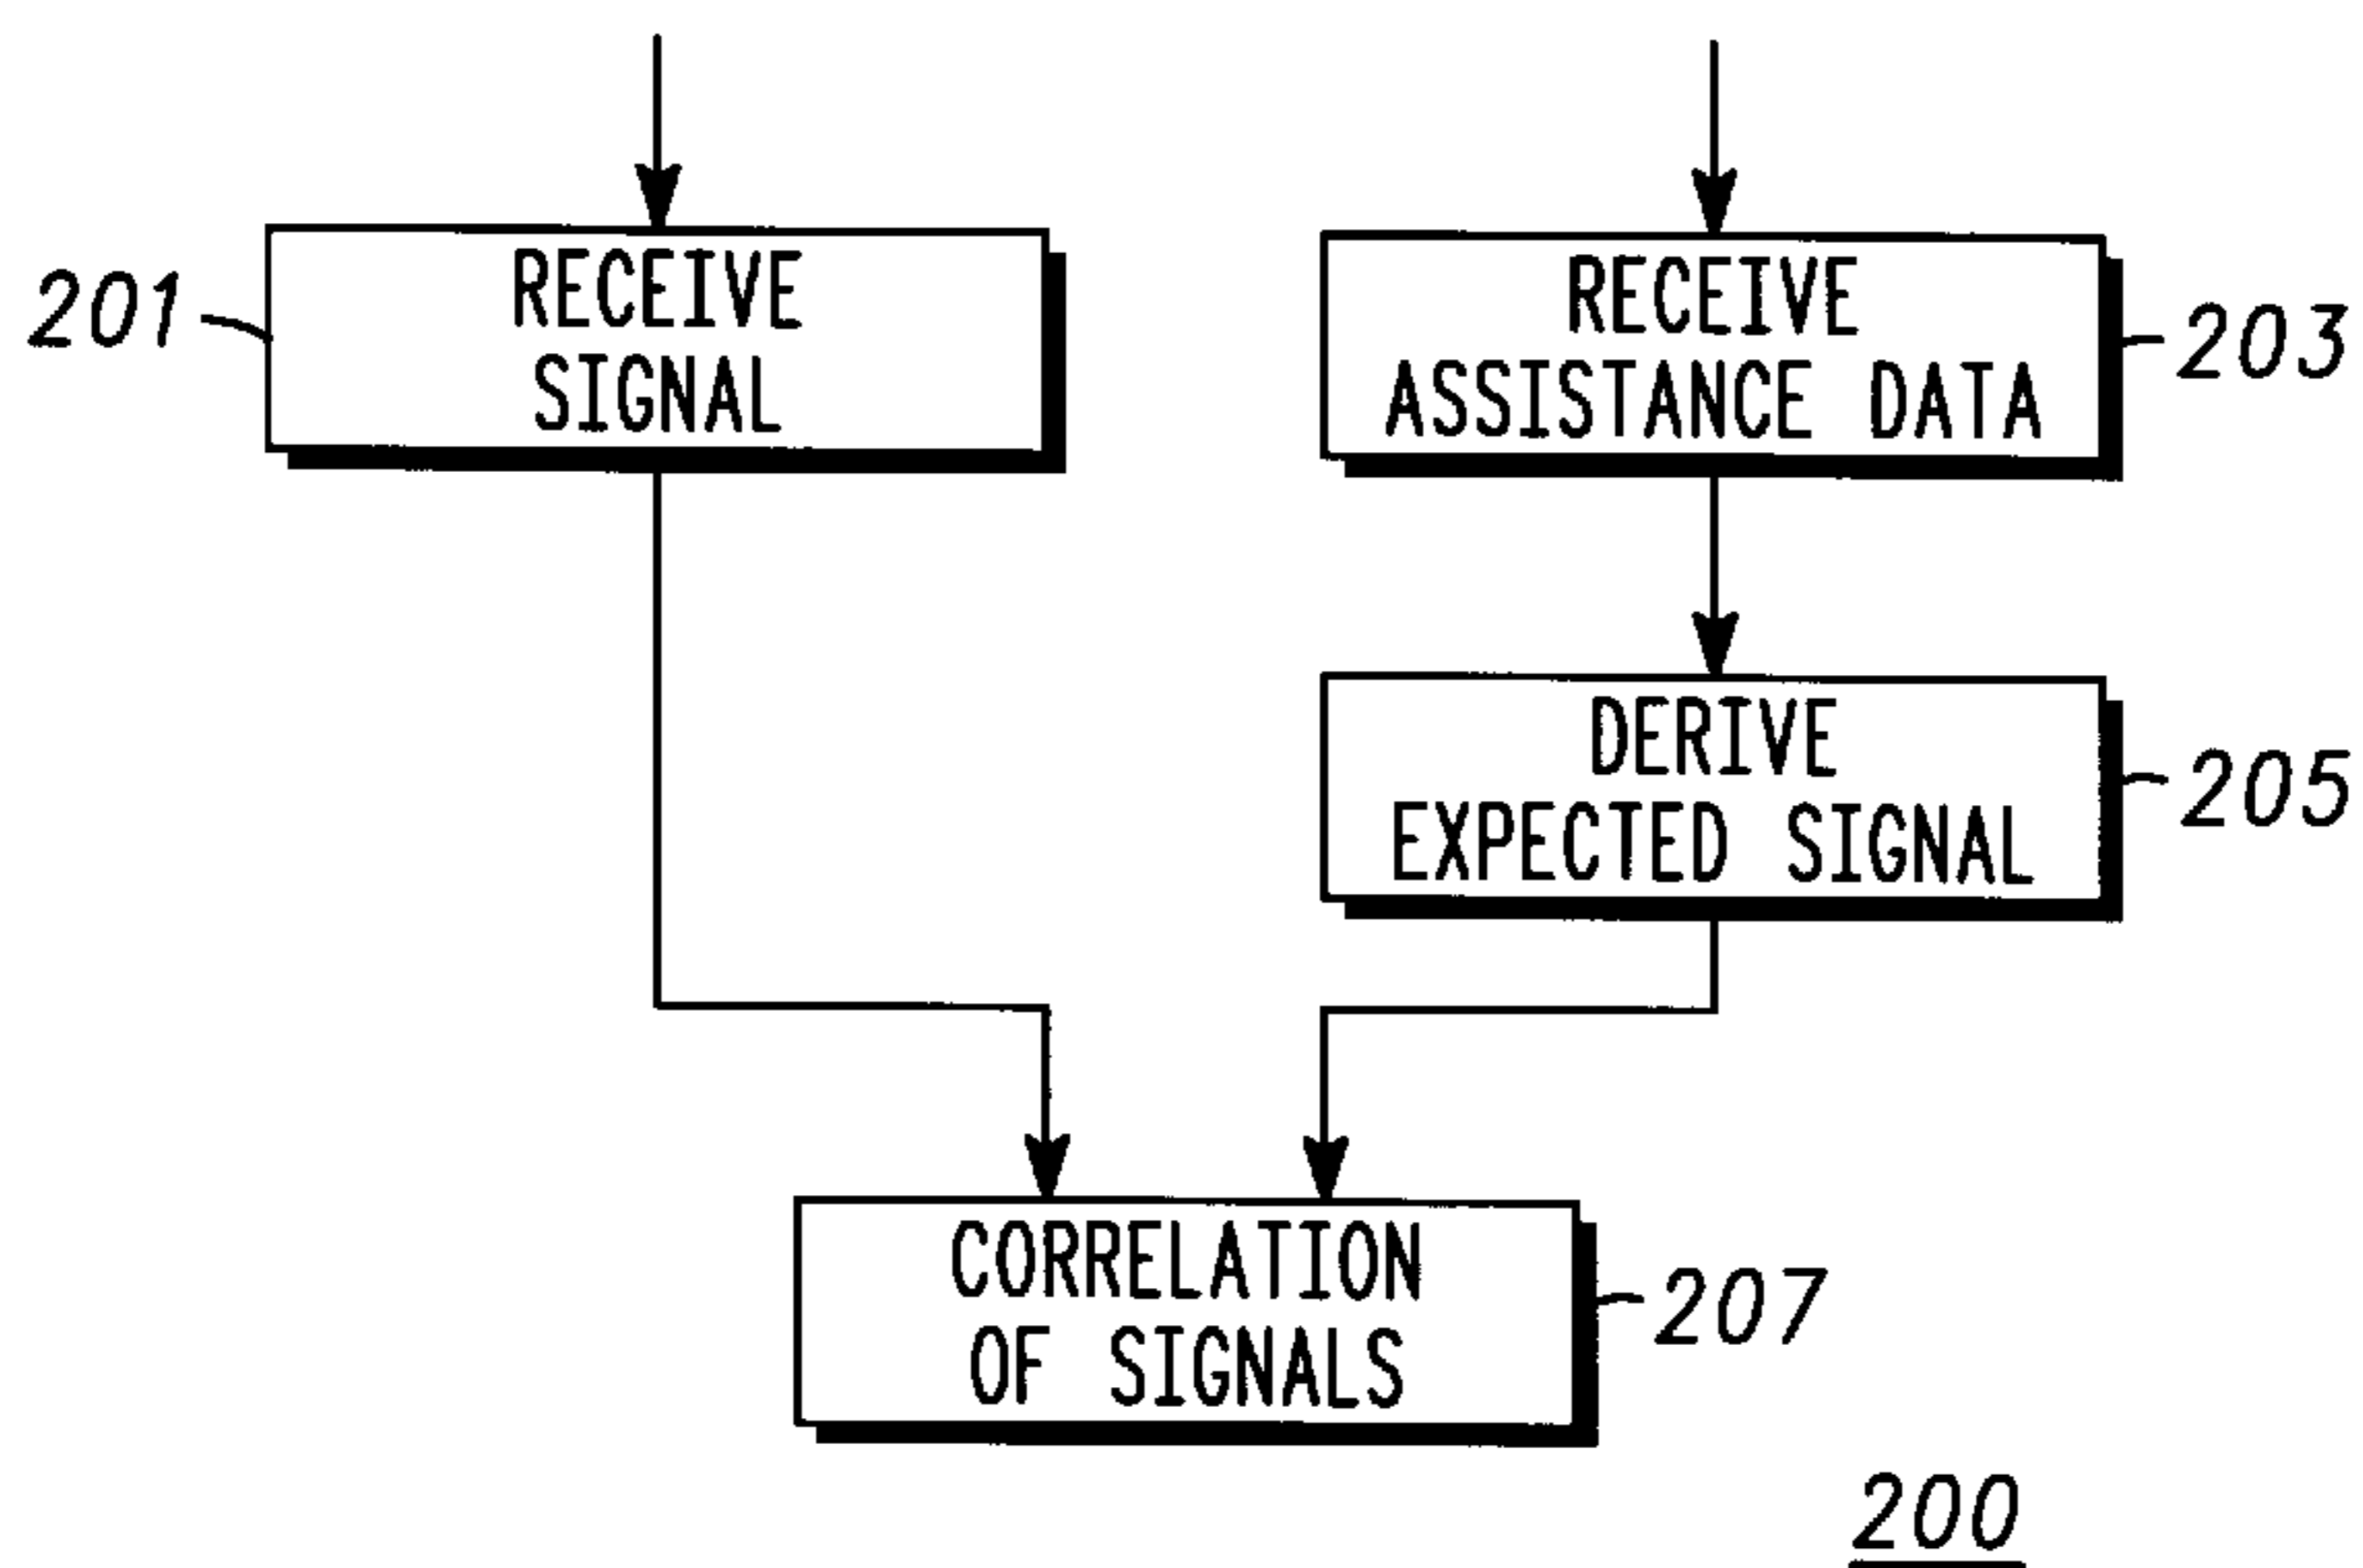 201
RECEIVE
SIGNAL
RECEIVE
ASSISTANCE DATA
203
DERIVE
EXPECTED SIGNAL
205
CORRELATION
OF SIGNALS
207
200